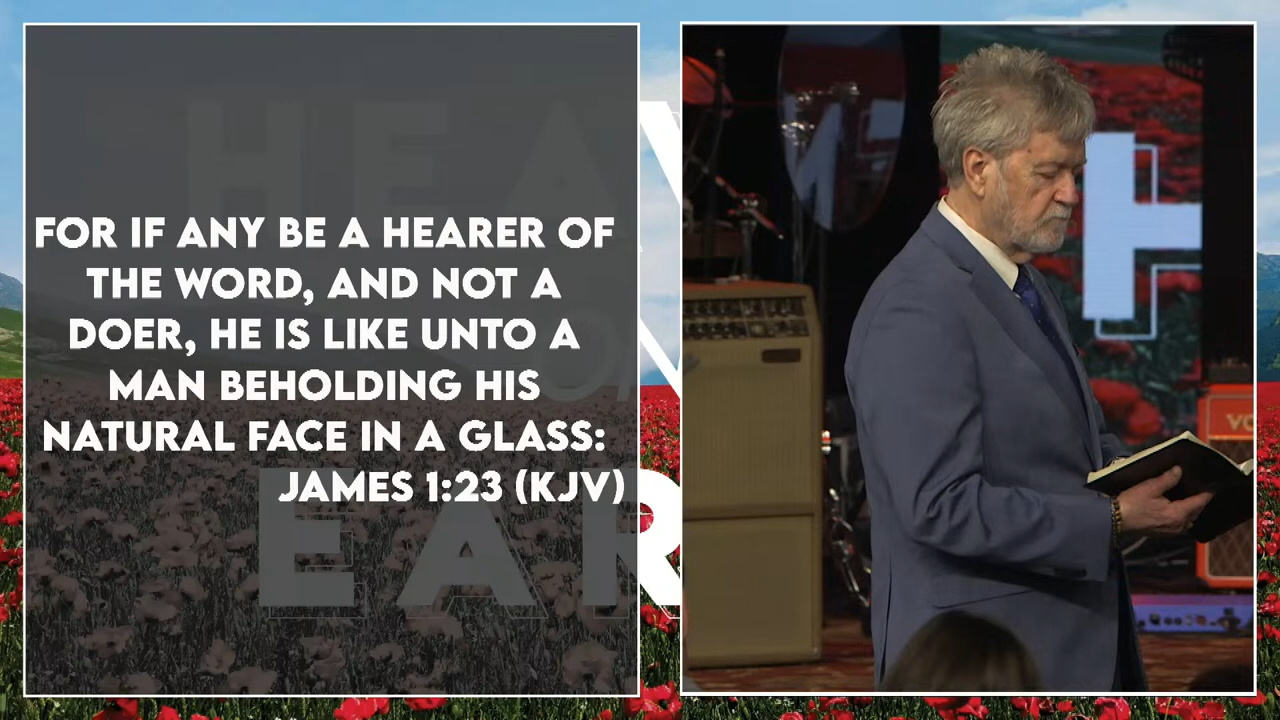 FOR IF ANY BE A HEARER OF
THE WORD, AND NOT A
DOER, HE IS LIKE UNTO A
MAN BEHOLDING HIS
NATURAL FACE IN A GLASS:
JAMES 1:23 (KJV)